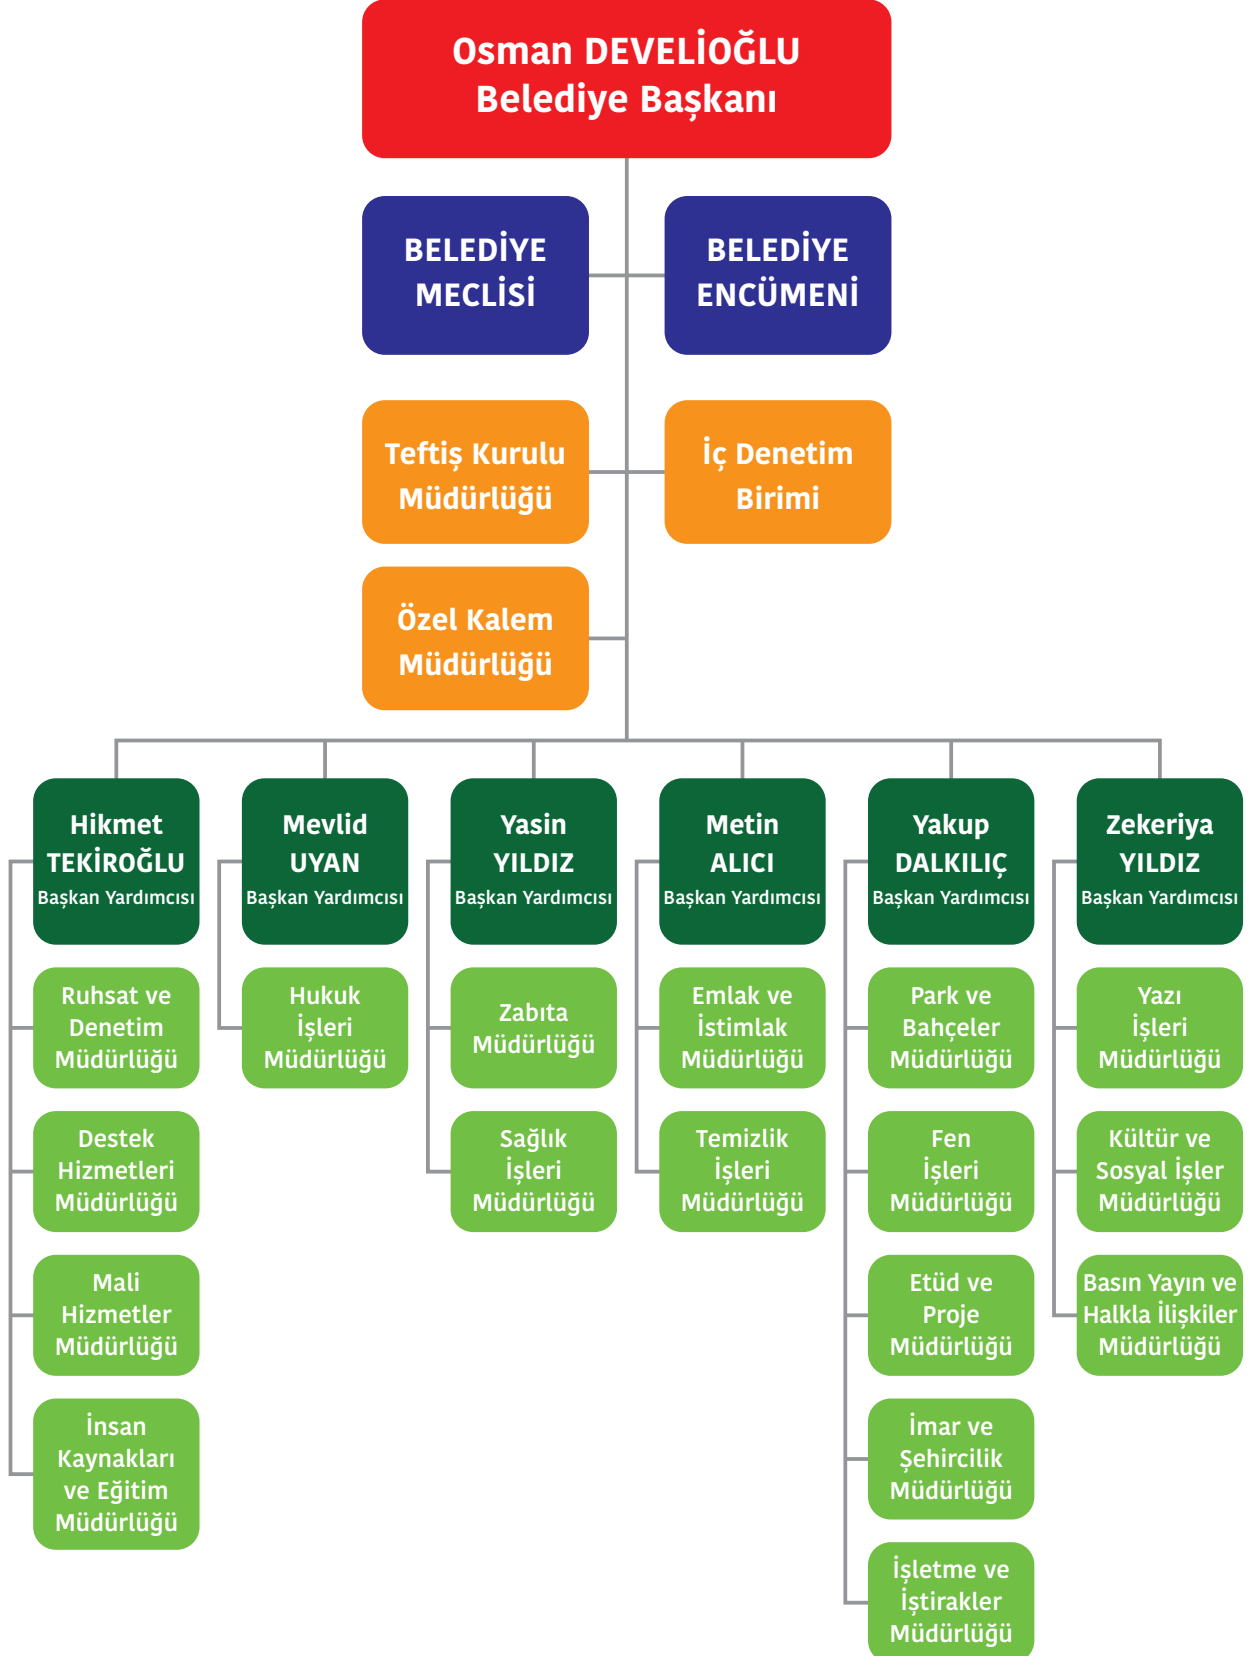 Osman DEVELİOĞLU
Belediye Başkanı
BELEDİYE
MECLİSİ
BELEDİYE
ENCÜMENİ
Teftiş Kurulu
Müdürlüğü
İç Denetim
Birimi
Özel Kalem
Müdürlüğü
Hikmet
TEKİROĞLU
Başkan Yardımcısı
Mevlid
UYAN
Başkan Yardımcısı
Yasin
YILDIZ
Başkan Yardımcısı
Metin
ALICI
Başkan Yardımcısı
Yakup
DALKILIÇ
Başkan Yardımcısı
Zekeriya
YILDIZ
Başkan Yardımcısı
Ruhsat ve
Denetim
Müdürlüğü
Hukuk
İşleri
Müdürlüğü
Zabıta
Müdürlüğü
Emlak ve
İstimlak
Müdürlüğü
Park ve
Bahçeler
Müdürlüğü
Yazı
İşleri
Müdürlüğü
Destek
Hizmetleri
Müdürlüğü
Sağlık
İşleri
Müdürlüğü
Temizlik
İşleri
Müdürlüğü
Fen
İşleri
Müdürlüğü
Kültür ve
Sosyal İşler
Müdürlüğü
Mali
Hizmetler
Müdürlüğü
Etüd ve
Proje
Müdürlüğü
Basın Yayın ve
Halkla İlişkiler
Müdürlüğü
İnsan
Kaynakları
ve Eğitim
Müdürlüğü
İmar ve
Şehircilik
Müdürlüğü
İşletme ve
İştirakler
Müdürlüğü